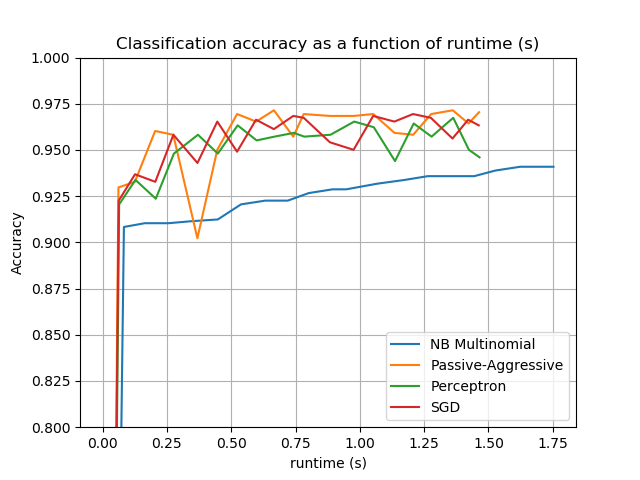 Classification accuracy as a function of runtime (s)
1.000
0.975
0.950
0.925
0.900
0.875
0.850
0.825
0.800
Accuracy
NB Multinomial
Passive-Aggressive
Perceptron
SGD
0.00 0.25 0.50 0.75 1.00 1.25 1.50 1.75
runtime (s)